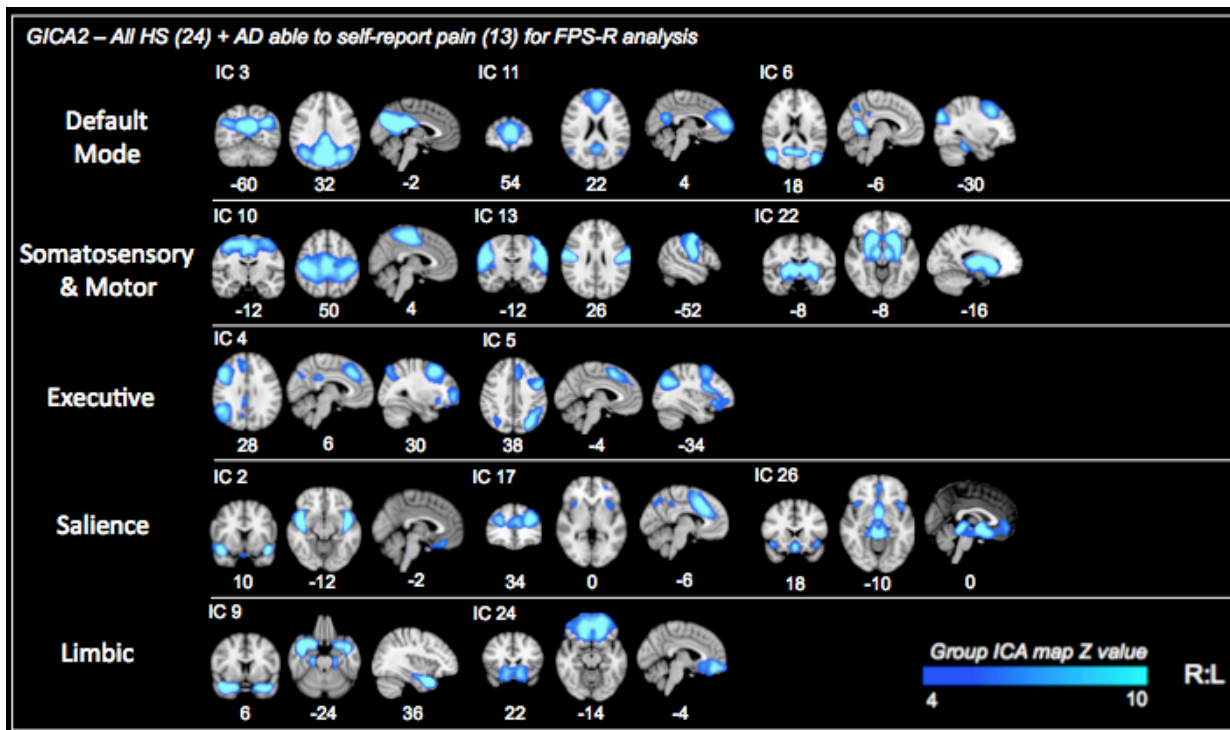 GICA2 – All HS (24) + AD able to self-report pain (13) for FPS-R analysis
IC 3 IC 11 IC 6
Default
Mode
-60 32 -2 54 22 4 18 -6 -30
IC 10 IC 13 IC 22
Somatosensory
& Motor
-12 50 4 -12 26 -52 -8 -8 -16
IC 4 IC 5
Executive
28 6 30 38 -4 -34
IC 2 IC 17 IC 26
Salience
10 -12 -2 34 0 -6 18 -10 0
IC 9 IC 24
Limbic
Group ICA map Z value
R:L
4 10
6 -24 36 22 -14 -4